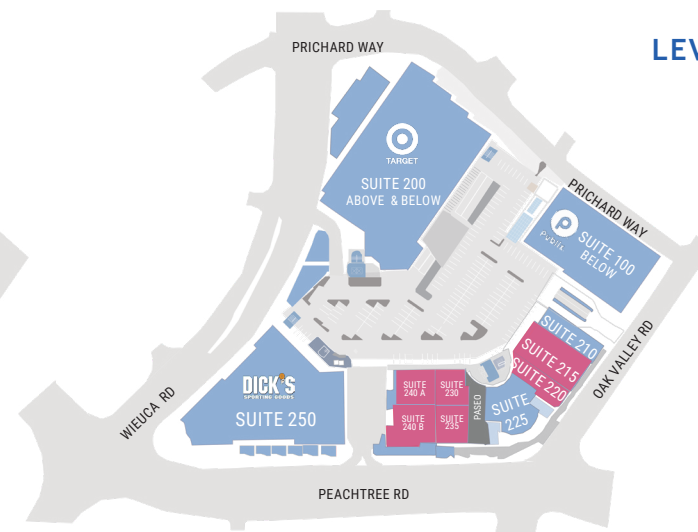 PRICHARD WAY
LEV
TARGET
SUITE 200
ABOVE & BELOW
PRICHARD WAY
Publix
SUITE 100
BELOW
SUITE 210
SUITE 215
SUITE 220
OAK VALLEY RD
SUITE
240 A
SUITE
230
SUITE
240 B
SUITE
235
PASEO
SUITE
225
DICK'S
SPORTING GOODS
SUITE 250
WIEUCA RD
PEACHTREE RD